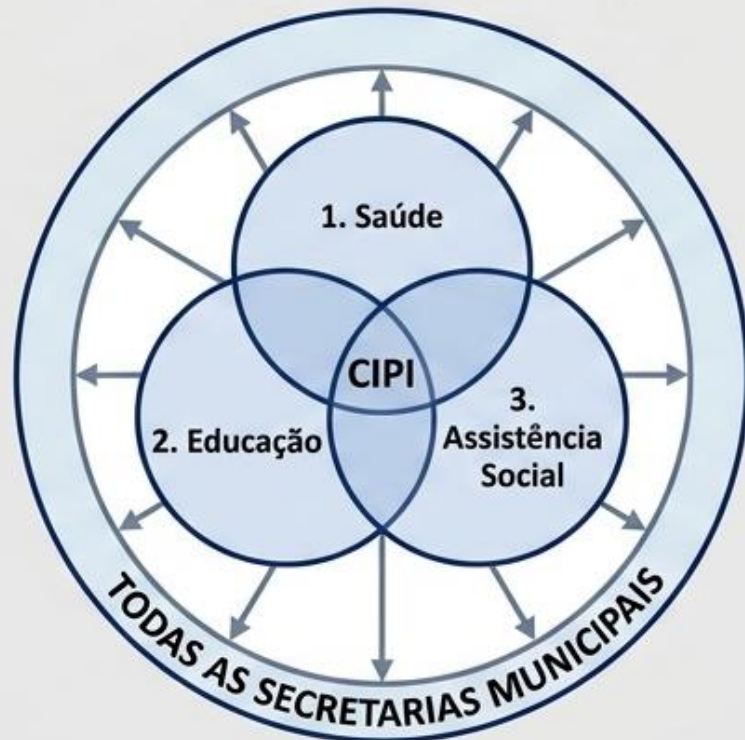 1. Saúde
CIPI
2. Educação
3.
Assistência
Social
TODAS AS SECRETARIAS MUNICIPAIS